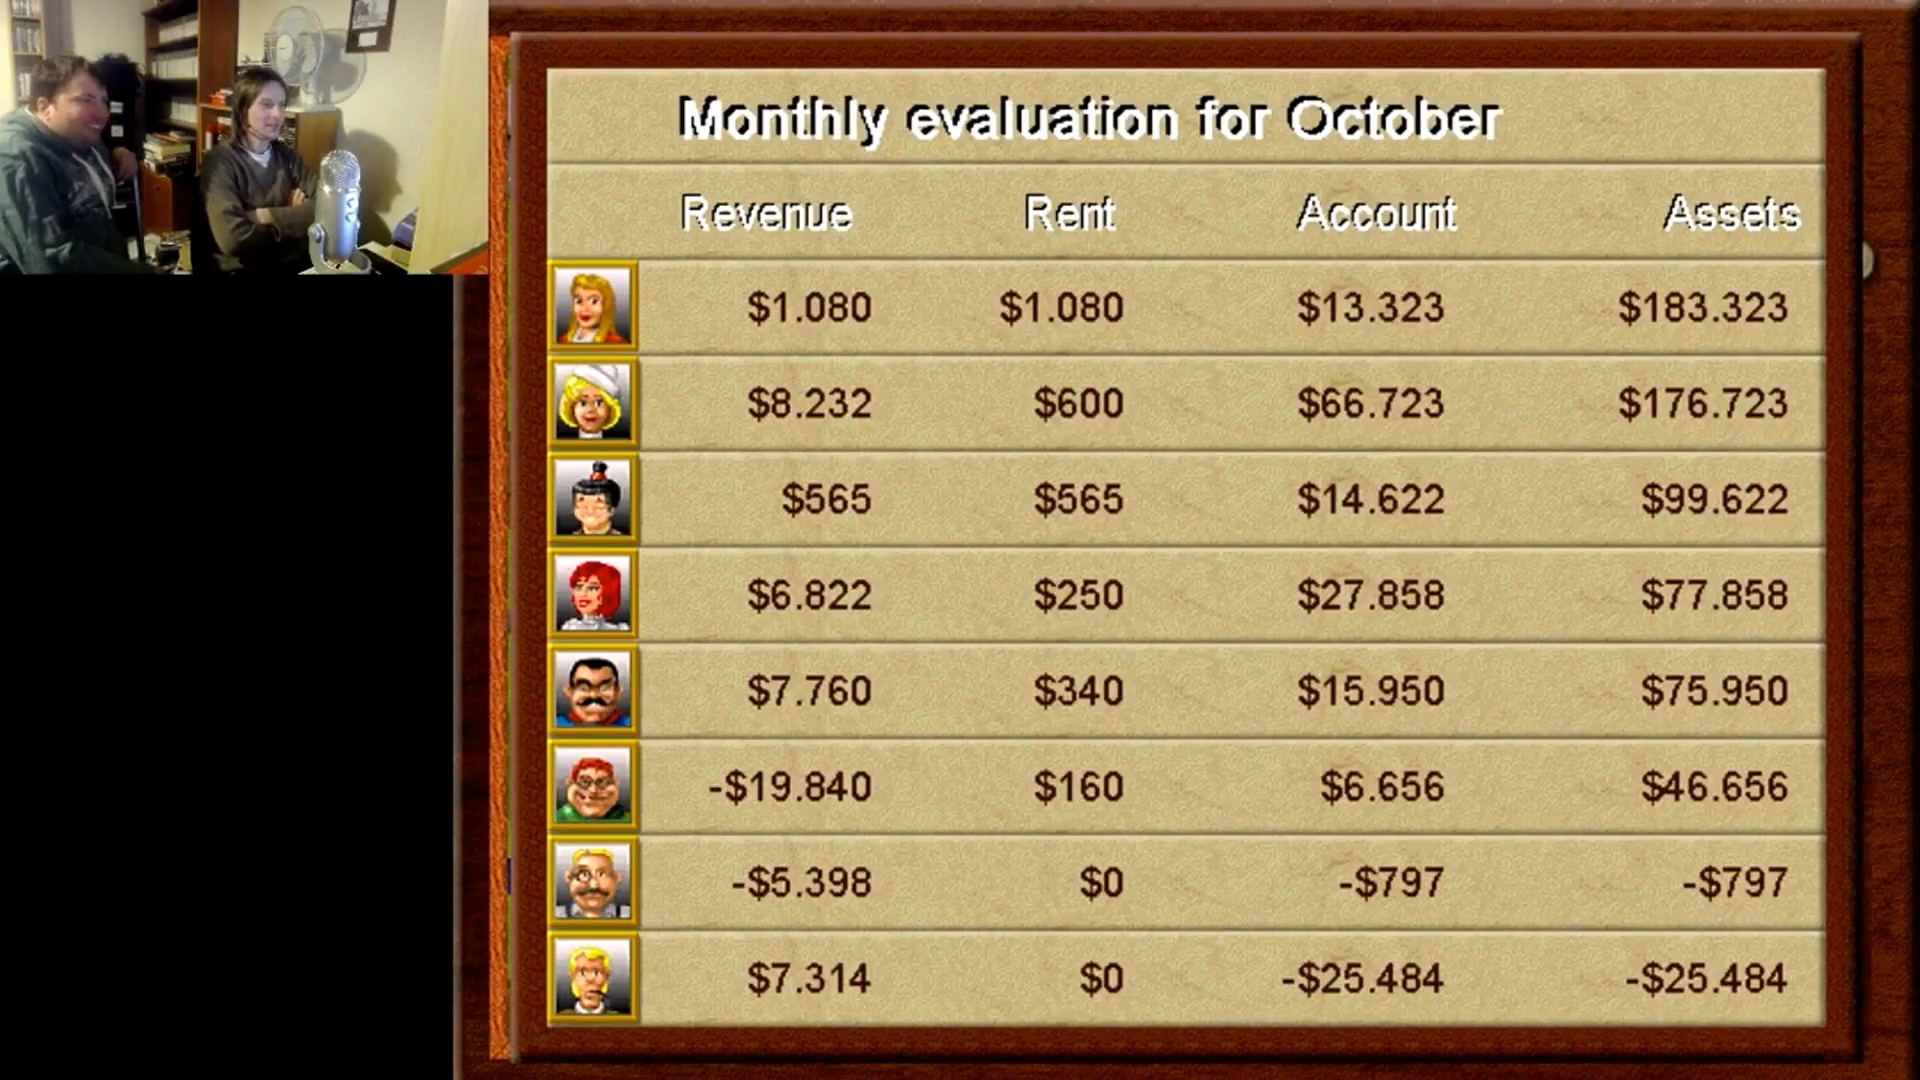 Monthly evaluation for October
Revenue Rent Account Assets
$1.080 $1.080 $13.323 $183.323
$8.232 $600 $66.723 $176.723
$565 $565 $14.622 $99.622
$6.822 $250 $27.858 $77.858
$7.760 $340 $15.950 $75.950
-$19.840 $160 $6.656 $46.656
-$5.398 $0 -$797 -$797
$7.314 $0 -$25.484 -$25.484